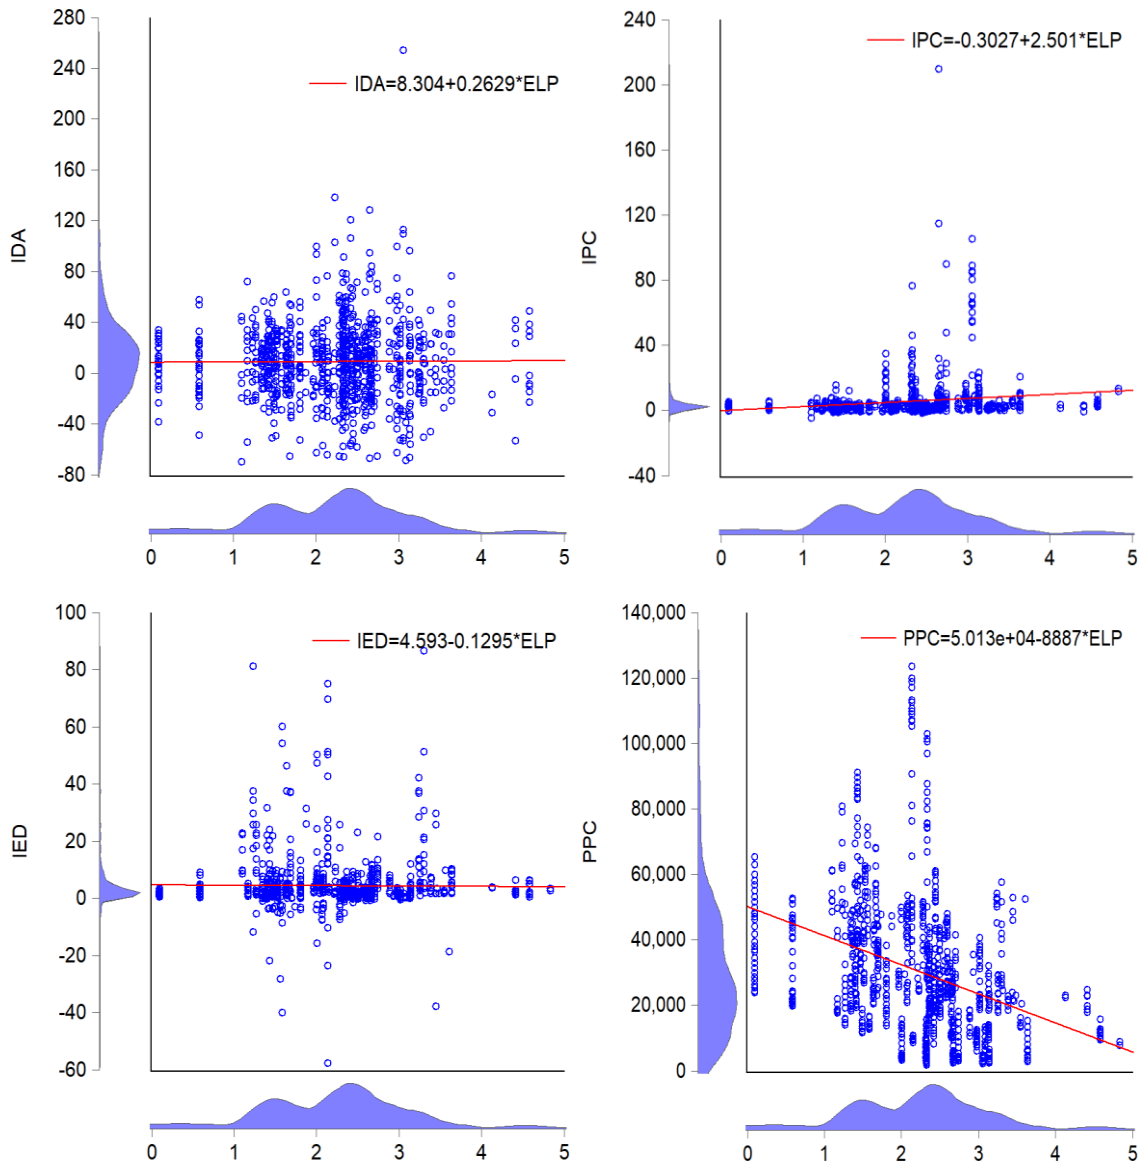 280
240
200
160
120
80
40
0
-40
-80
IDA
IDA=8.304+0.2629*ELP
0 1 2 3 4 5
240
200
160
120
80
40
0
-40
IPC
IPC=-0.3027+2.501*ELP
0 1 2 3 4 5
100
80
60
40
20
0
-20
-40
-60
IED
IED=4.593-0.1295*ELP
0 1 2 3 4 5
140,000
120,000
100,000
80,000
60,000
40,000
20,000
0
PPC
PPC=5.013e+04-8887*ELP
0 1 2 3 4 5